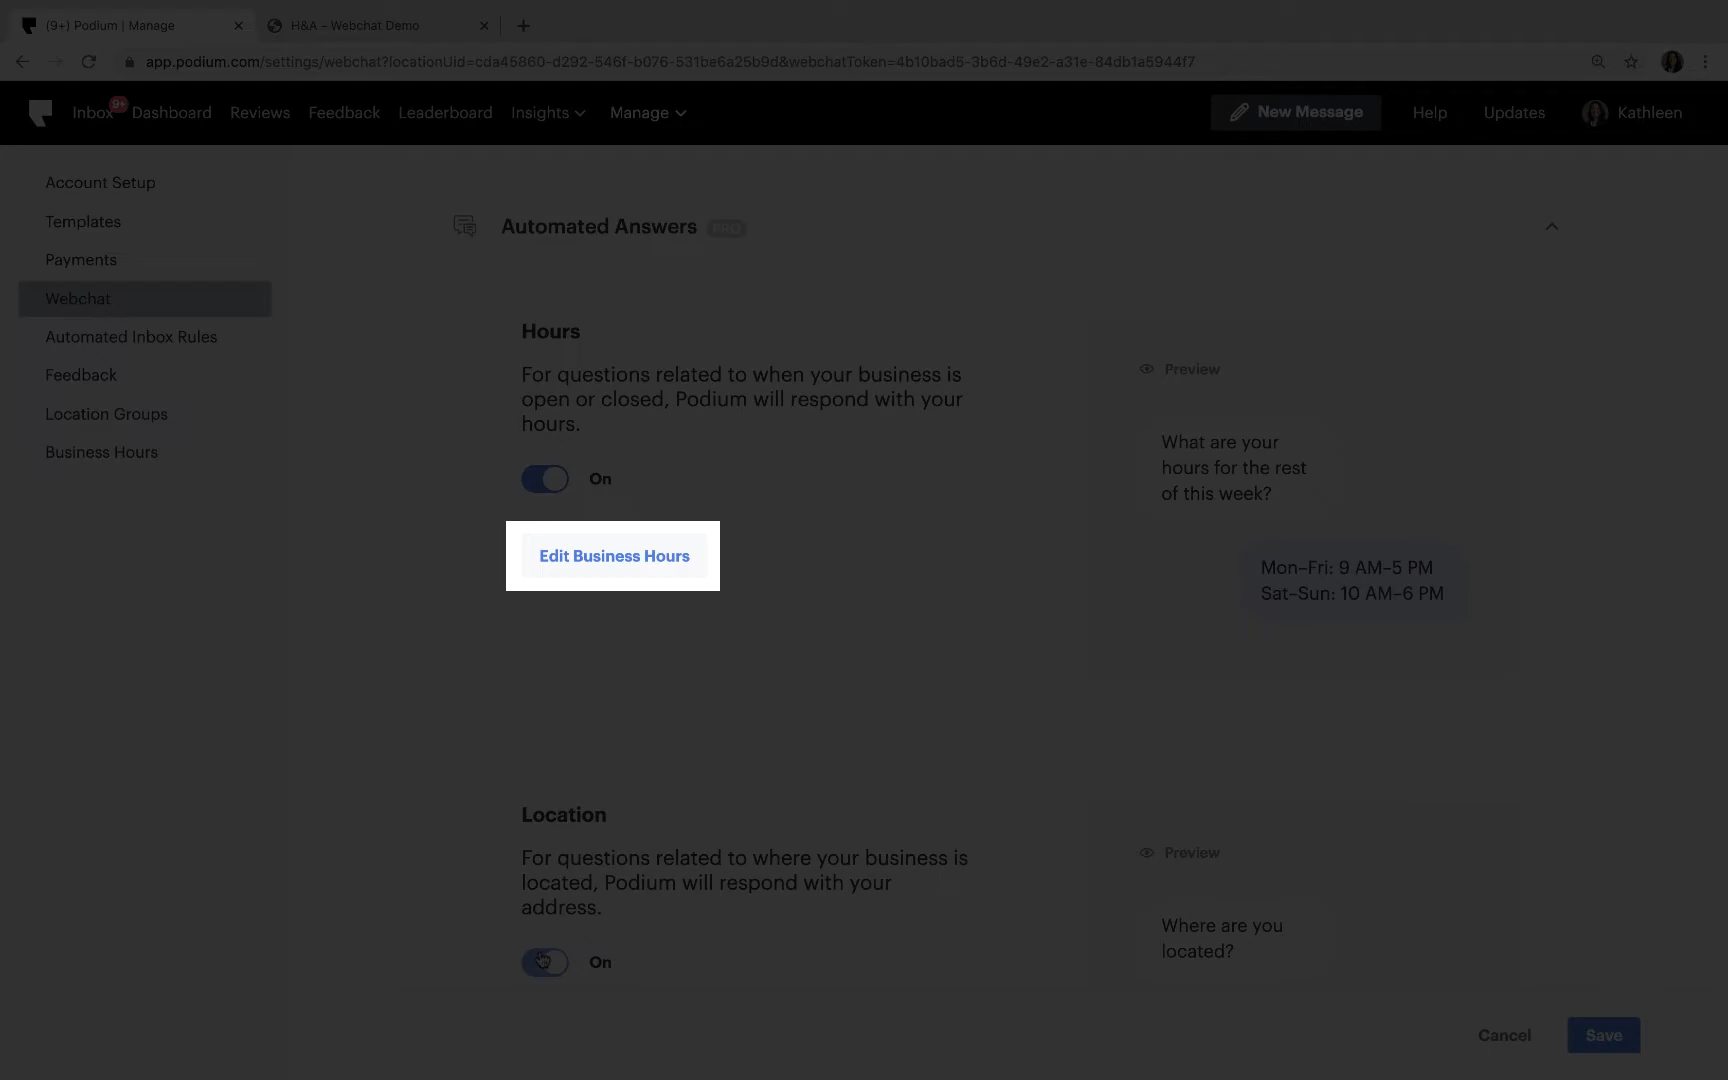 (9+) Podium | Manage
H&A – Webchat Demo
app.podium.com/settings/webchat?locationUid=cda45860-d292-546f-b076-531be6a25b9d&webchatToken=4b10bad5-3b6d-49e2-a31e-84db1a5944f7
Inbox 9+ Dashboard Reviews Feedback Leaderboard Insights Manage New Message Help Updates Kathleen
Account Setup
Templates
Payments
Webchat
Automated Inbox Rules
Feedback
Location Groups
Business Hours
Automated Answers PRO
Hours
For questions related to when your business is
open or closed, Podium will respond with your
hours.
On
Edit Business Hours
Preview
What are your
hours for the rest
of this week?
Mon–Fri: 9 AM–5 PM
Sat–Sun: 10 AM–6 PM
Location
For questions related to where your business is
located, Podium will respond with your
address.
On
Preview
Where are you
located?
Cancel
Save